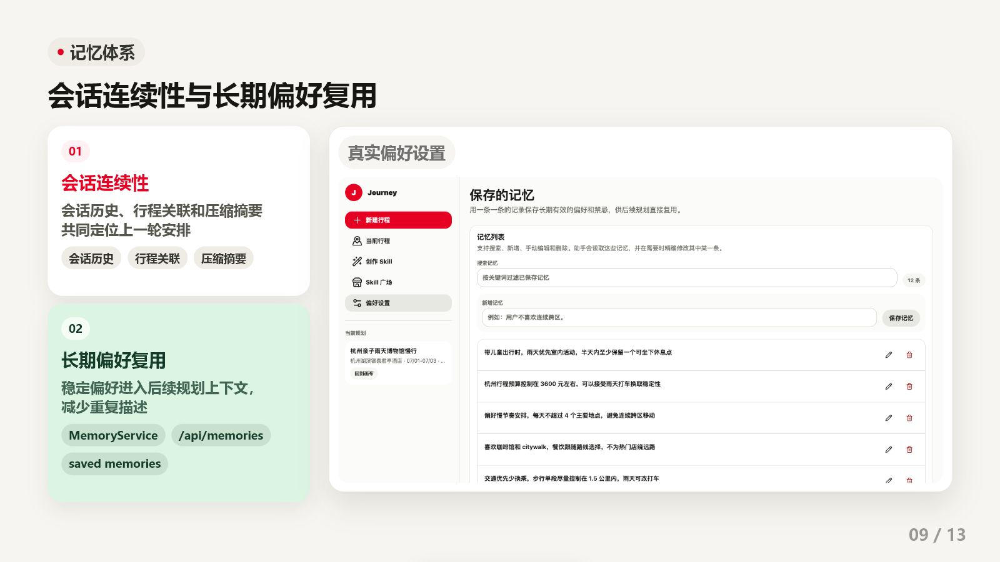 记忆体系
会话连续性与长期偏好复用
01
会话连续性
会话历史、行程关联和压缩摘要
共同定位上一轮安排
会话历史
行程关联
压缩摘要
02
长期偏好复用
稳定偏好进入后续规划上下文，
减少重复描述
MemoryService
/api/memories
saved memories
真实偏好设置
J
Journey
新建行程
当前行程
创作 Skill
Skill 广场
偏好设置
当前规划
杭州亲子雨天博物馆慢行
杭州湖滨银泰君亭酒店 · 07/01-07/03 · ...
回到画布
保存的记忆
用一条一条的记录保存长期有效的偏好和禁忌，供后续规划直接复用。
记忆列表
支持搜索、新增、手动编辑和删除。助手会读取这些记忆，并在需要时精确修改其中某一条。
搜索记忆
按关键词过滤已保存记忆
12 条
新增记忆
例如：用户不喜欢连续跨区。
保存记忆
带儿童出行时，雨天优先室内活动，半天内至少保留一个可坐下休息点
杭州行程预算控制在 3600 元左右，可以接受雨天打车换取稳定性
偏好慢节奏安排，每天不超过 4 个主要地点，避免连续跨区移动
喜欢咖啡馆和 citywalk，餐饮跟随路线选择，不为热门店绕远路
交通优先少换乘，步行单段尽量控制在 1.5 公里内，雨天可改打车
09 / 13